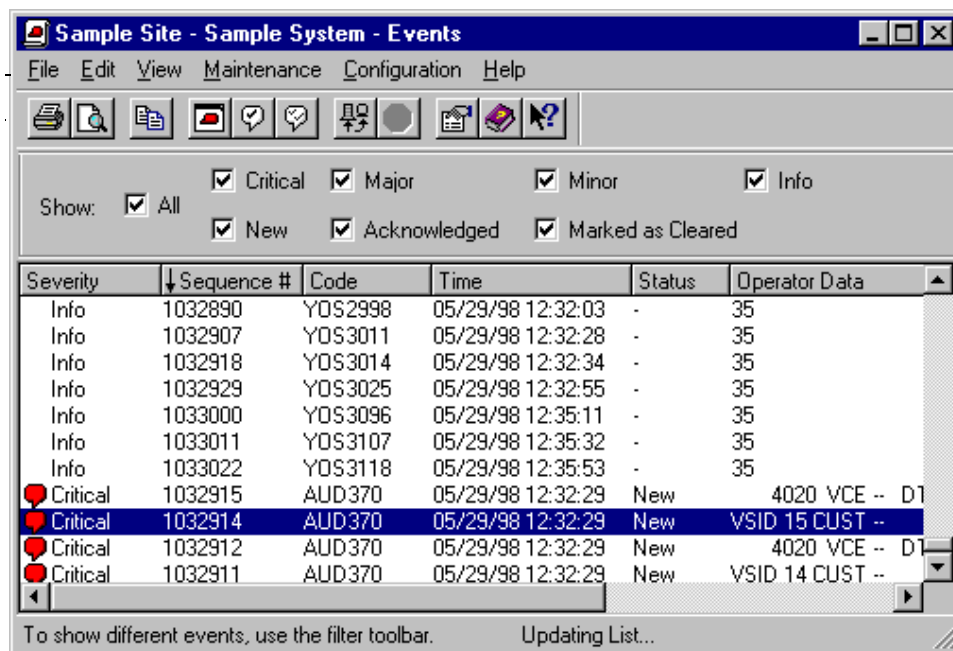 Sample Site - Sample System - Events
File Edit View Maintenance Configuration Help
Show: All Critical Major Minor Info
New Acknowledged Marked as Cleared
Severity Sequence # Code Time Status Operator Data
Info 1032890 YOS2998 05/29/98 12:32:03 - 35
Info 1032907 YOS3011 05/29/98 12:32:28 - 35
Info 1032918 YOS3014 05/29/98 12:32:34 - 35
Info 1032929 YOS3025 05/29/98 12:32:55 - 35
Info 1033000 YOS3096 05/29/98 12:35:11 - 35
Info 1033011 YOS3107 05/29/98 12:35:32 - 35
Info 1033022 YOS3118 05/29/98 12:35:53 - 35
Critical 1032915 AUD370 05/29/98 12:32:29 New 4020 VCE -- DT
Critical 1032914 AUD370 05/29/98 12:32:29 New VSID 15 CUST --
Critical 1032912 AUD370 05/29/98 12:32:29 New 4020 VCE -- DT
Critical 1032911 AUD370 05/29/98 12:32:29 New VSID 14 CUST --
To show different events, use the filter toolbar. Updating List...